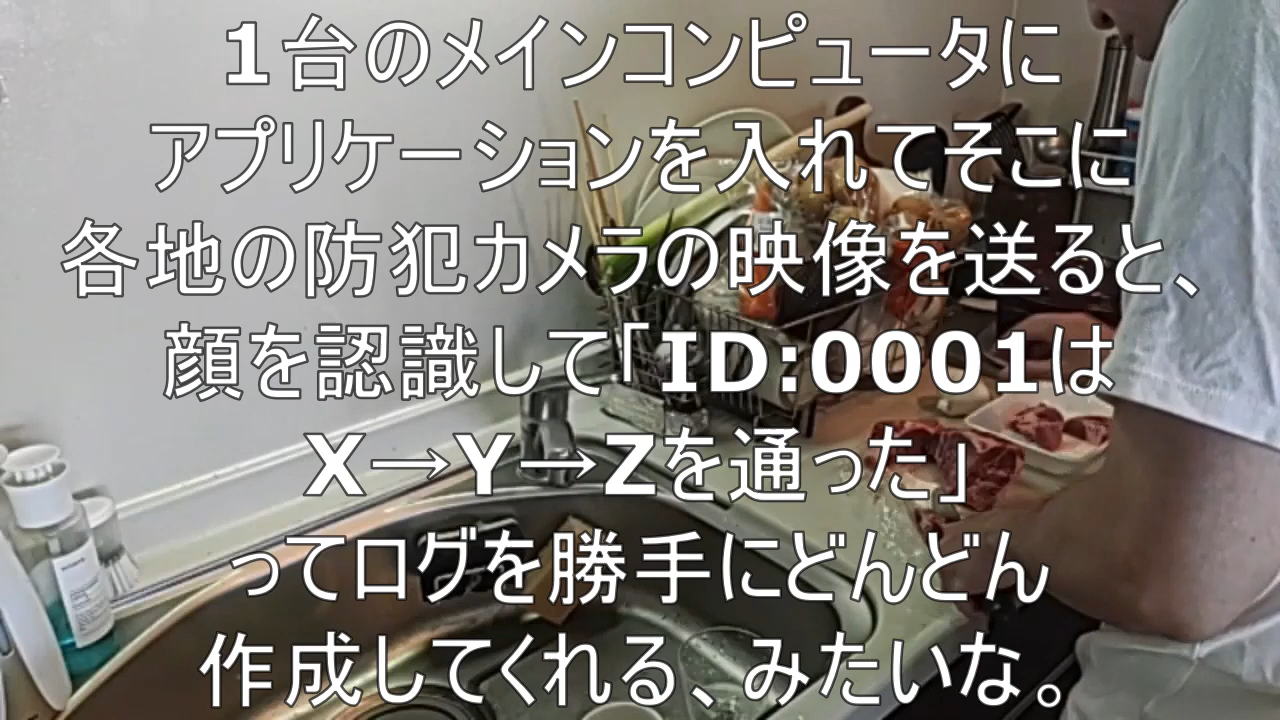 1台のメインコンピュータに
アプリケーションを入れてそこに
各地の防犯カメラの映像を送ると、
顔を認識して「ID:0001は
X→Y→Zを通った」
ってログを勝手にどんどん
作成してくれる、みたいな。